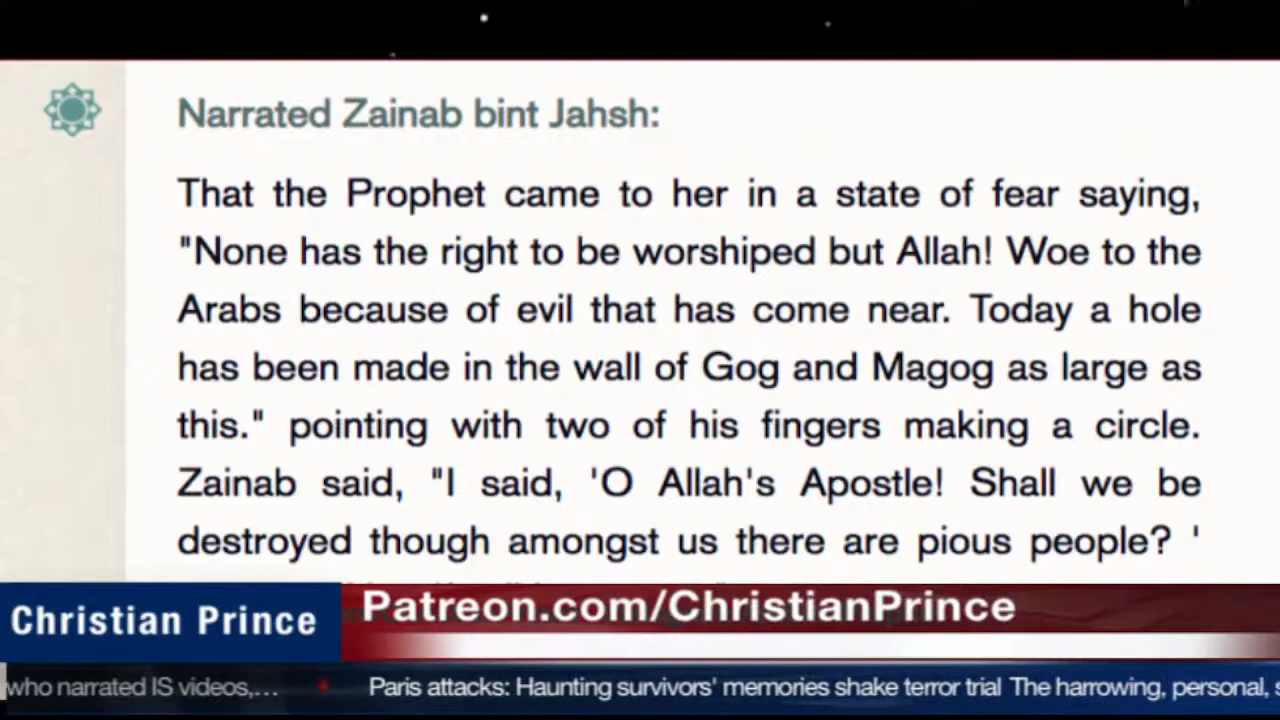 Narrated Zainab bint Jahsh:
That the Prophet came to her in a state of fear saying,
"None has the right to be worshiped but Allah! Woe to the
Arabs because of evil that has come near. Today a hole
has been made in the wall of Gog and Magog as large as
this." pointing with two of his fingers making a circle.
Zainab said, "I said, 'O Allah's Apostle! Shall we be
destroyed though amongst us there are pious people? '
Christian Prince
Patreon.com/ChristianPrince
who narrated IS videos,... Paris attacks: Haunting survivors' memories shake terror trial The harrowing, personal,